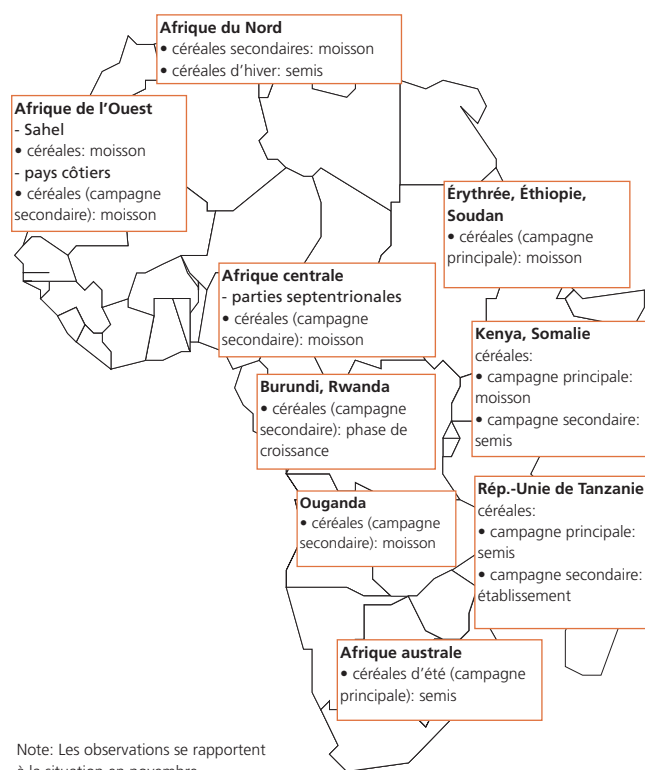 Afrique du Nord
• céréales secondaires: moisson
• céréales d'hiver: semis
Afrique de l'Ouest
- Sahel
• céréales: moisson
- pays côtiers
• céréales (campagne
secondaire): moisson
Érythrée, Éthiopie,
Soudan
• céréales (campagne
principale): moisson
Afrique centrale
- parties septentrionales
• céréales (campagne
secondaire): moisson
Kenya, Somalie
céréales:
• campagne principale:
moisson
• campagne secondaire:
semis
Burundi, Rwanda
• céréales (campagne
secondaire): phase de
croissance
Rép.-Unie de Tanzanie
céréales:
• campagne principale:
semis
• campagne secondaire:
établissement
Ouganda
• céréales (campagne
secondaire): moisson
Afrique australe
• céréales d'été (campagne
principale): semis
Note: Les observations se rapportent
à la situation en novembre